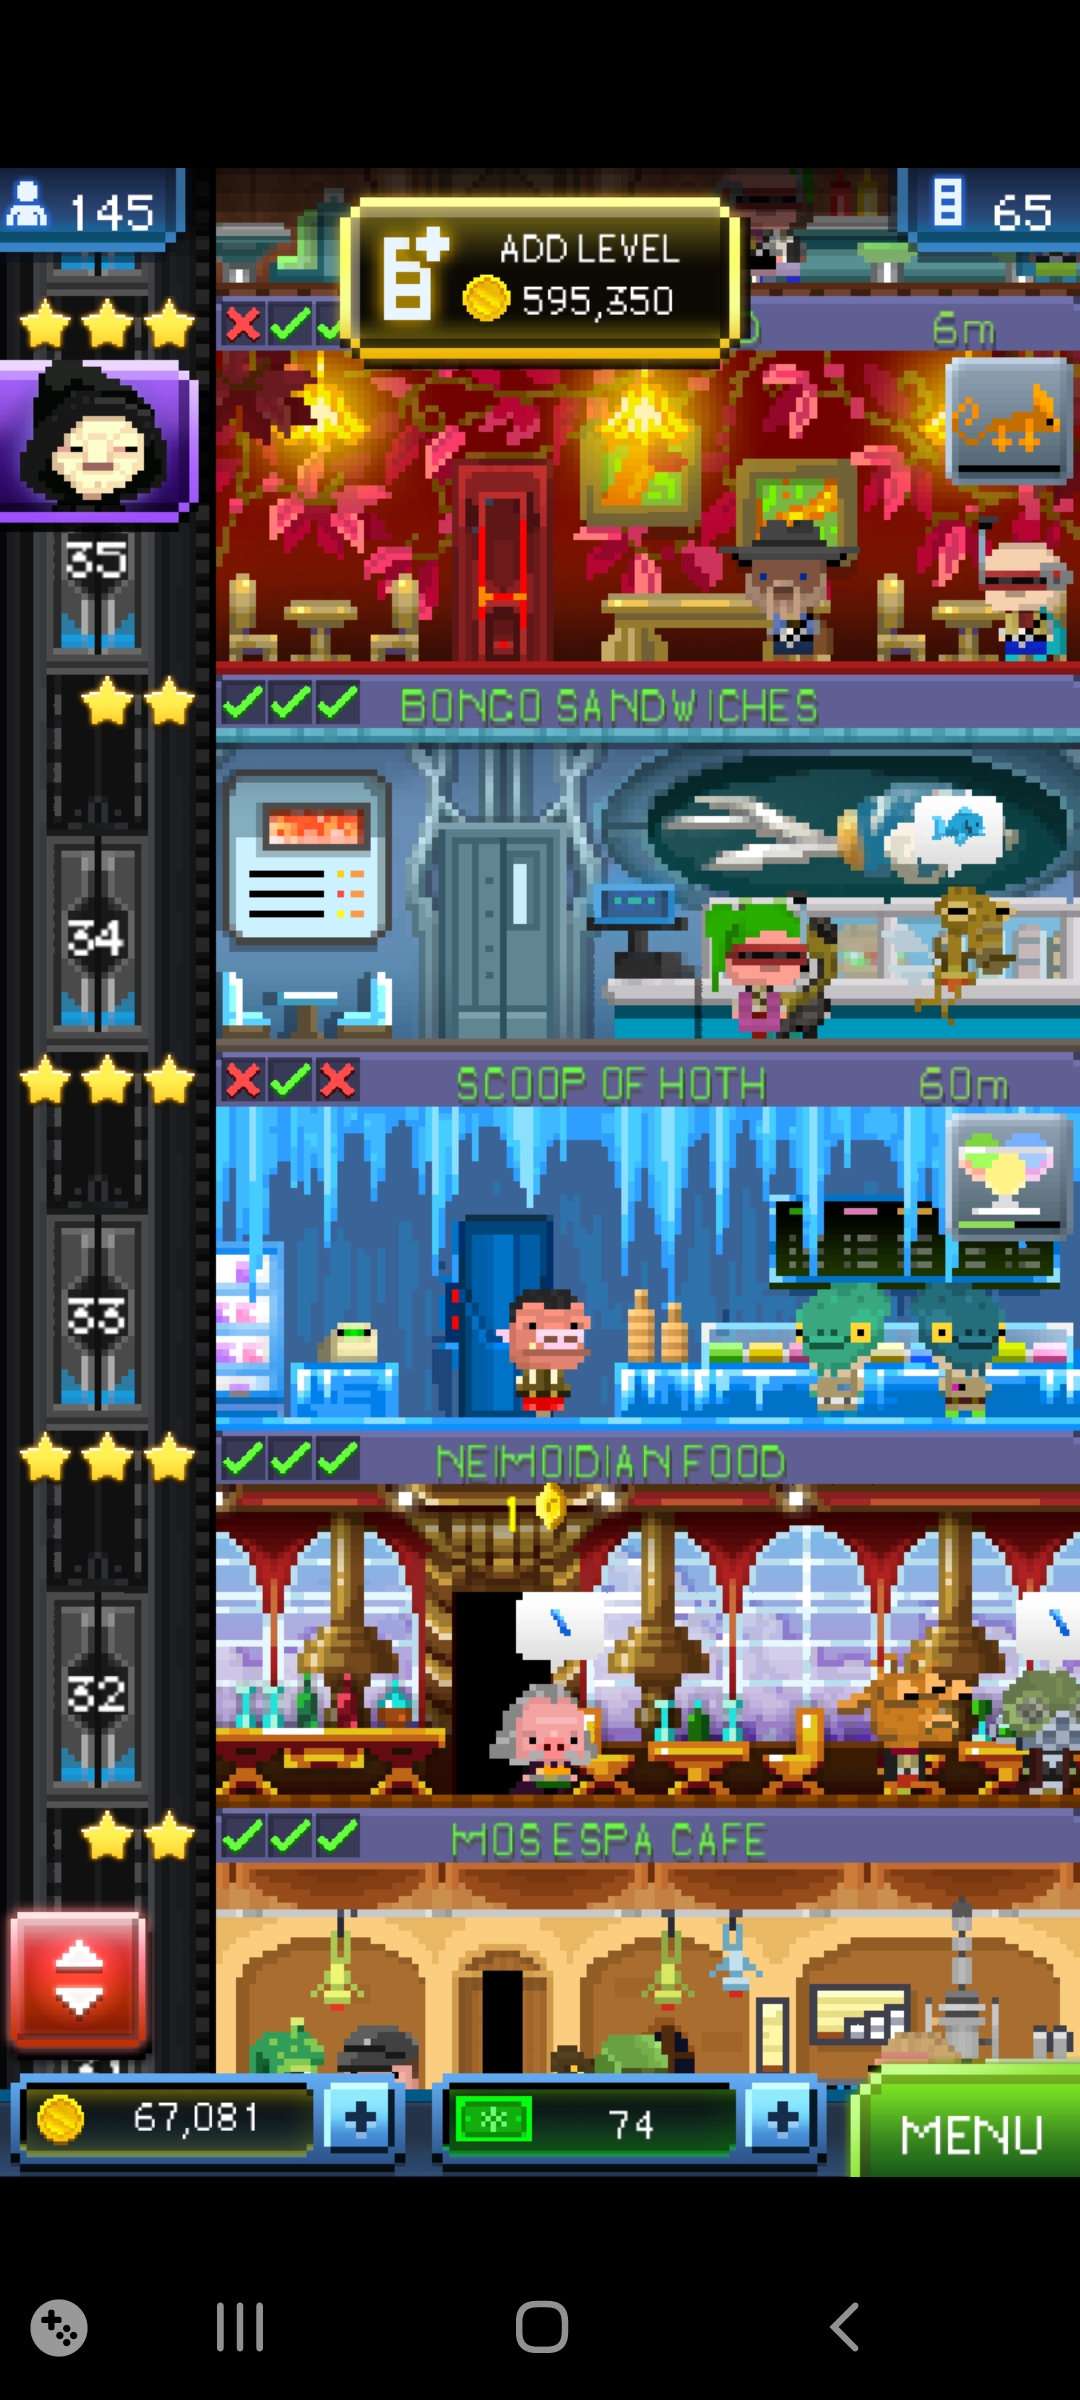 145
ADD LEVEL
595,350
65
6m
35
BONGO SANDWICHES
34
SCOOP OF HOTH
60m
33
NEIMOIDIAN FOOD
1
32
MOS ESPA CAFE
67,081
74
MENU